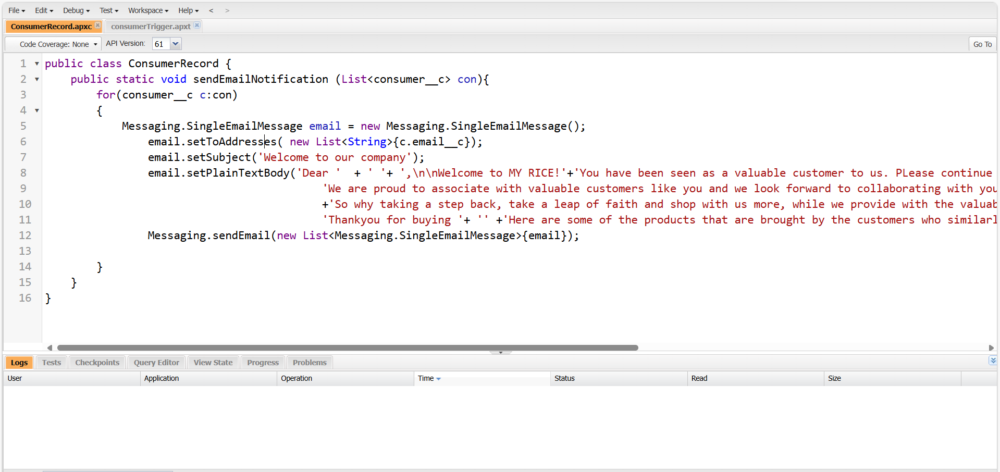 File Edit Debug Test Workspace Help < >
ConsumerRecord.apxc consumerTrigger.apxt
Code Coverage: None API Version: 61 Go To
1 public class ConsumerRecord {
2 public static void sendEmailNotification (List<consumer__c> con){
3 for(consumer__c c:con)
4 {
5 Messaging.SingleEmailMessage email = new Messaging.SingleEmailMessage();
6 email.setToAddresses( new List<String>{c.email__c});
7 email.setSubject('Welcome to our company');
8 email.setPlainTextBody('Dear '  + ' '+ ',\n\nWelcome to MY RICE!'+'You have been seen as a valuable customer to us. PLease continue
9 'We are proud to associate with valuable customers like you and we look forward to collaborating with you
10 +'So why taking a step back, take a leap of faith and shop with us more, while we provide with the valuab
11 'Thankyou for buying '+ '' +'Here are some of the products that are brought by the customers who similarl
12 Messaging.sendEmail(new List<Messaging.SingleEmailMessage>{email});
13
14 }
15 }
16 }
Logs Tests Checkpoints Query Editor View State Progress Problems
User Application Operation Time Status Read Size